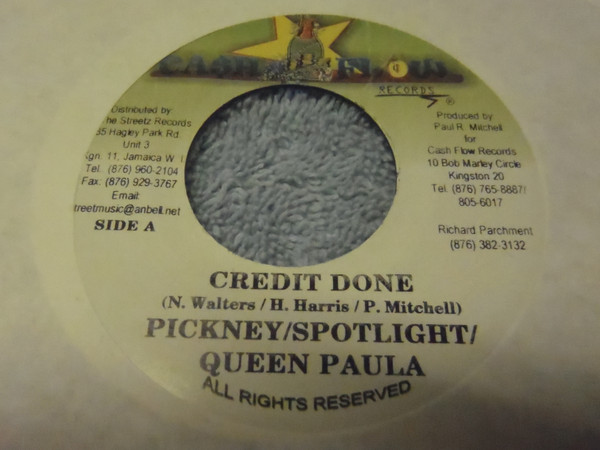 CASH FLOW
RECORDS
Distributed by
he Streetz Records
35 Hagley Park Rd.
Unit 3
Kgn. 11, Jamaica W.I.
Tel: (876) 960-2104
Fax: (876) 929-3767
Email:
treetmusic@anbell.net
SIDE A
Produced by
Paul R. Mitchell
for
Cash Flow Records
10 Bob Marley Circle
Kingston 20
Tel. (876) 765-8887/
805-6017
Richard Parchment
(876) 382-3132
CREDIT DONE
(N. Walters / H. Harris / P. Mitchell)
PICKNEY/SPOTLIGHT/
QUEEN PAULA
ALL RIGHTS RESERVED